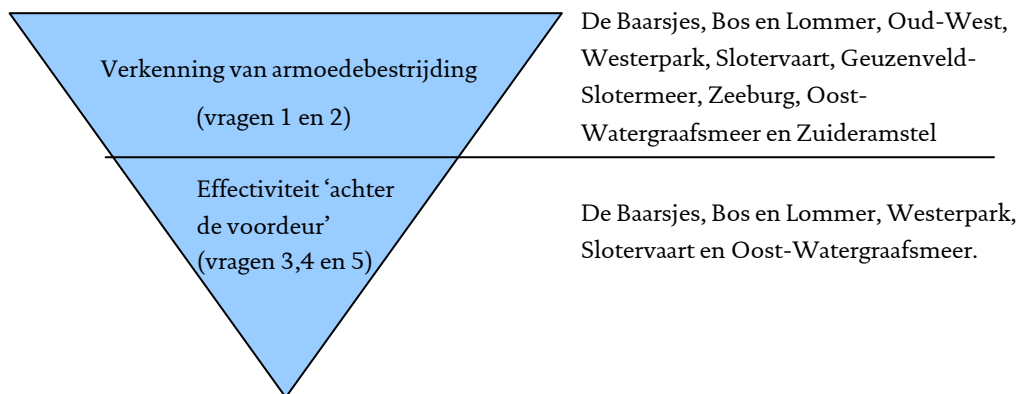 Verkenning van armoedebestrijding
(vragen 1 en 2)
De Baarsjes, Bos en Lommer, Oud-West,
Westerpark, Slotervaart, Geuzenveld-
Slotermeer, Zeeburg, Oost-
Watergraafsmeer en Zuideramstel
Effectiviteit ‘achter
de voordeur’
(vragen 3,4 en 5)
De Baarsjes, Bos en Lommer, Westerpark,
Slotervaart en Oost-Watergraafsmeer.